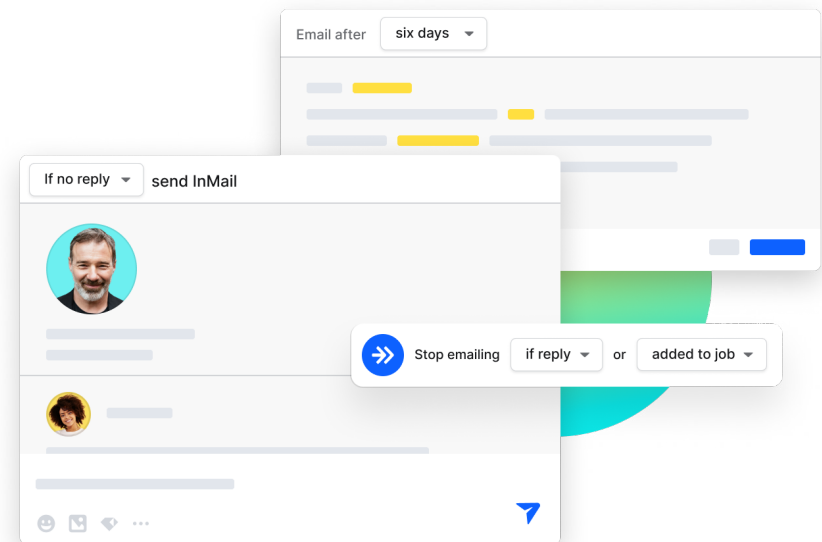 Email after six days
If no reply send InMail
Stop emailing if reply or added to job